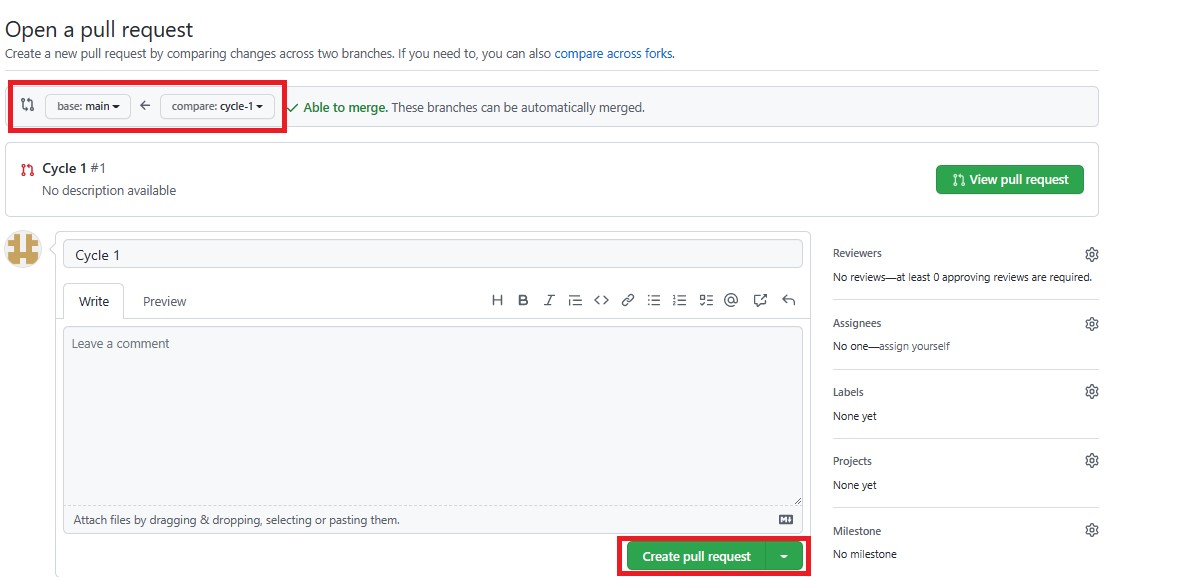 Open a pull request
Create a new pull request by comparing changes across two branches. If you need to, you can also compare across forks.
base: main compare: cycle-1 Able to merge. These branches can be automatically merged.
Cycle 1 #1
No description available
View pull request
Cycle 1
Write Preview
Leave a comment
Attach files by dragging & dropping, selecting or pasting them.
Create pull request
Reviewers
No reviews—at least 0 approving reviews are required.
Assignees
No one—assign yourself
Labels
None yet
Projects
None yet
Milestone
No milestone